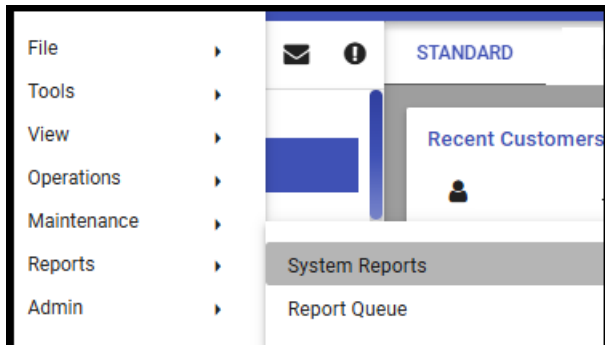 File
Tools
View
Operations
Maintenance
Reports
Admin
STANDARD
Recent Customers
System Reports
Report Queue